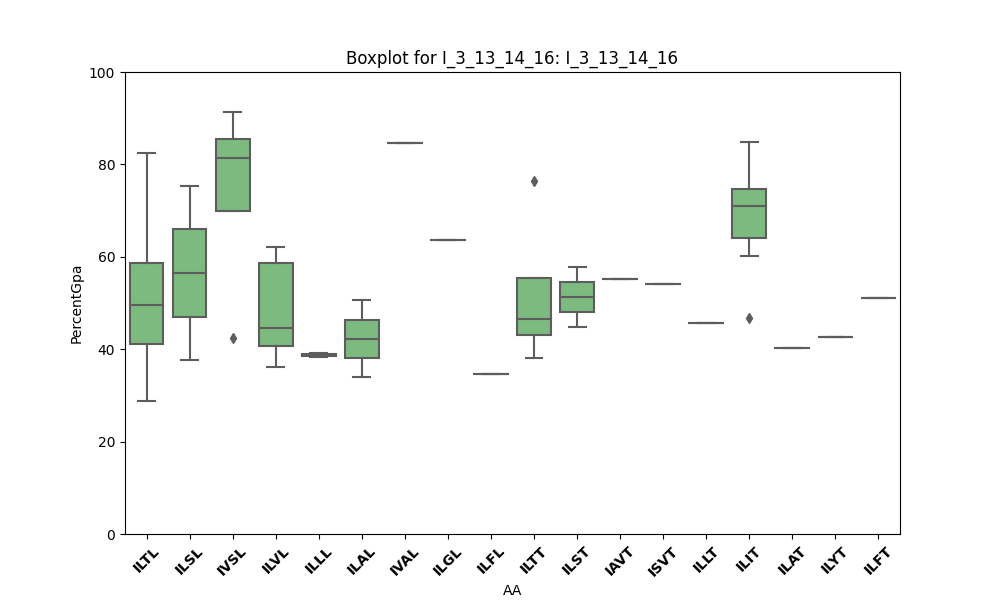 Boxplot for I_3_13_14_16: I_3_13_14_16
100
80
60
40
20
0
PercentGpa
ILTL ILSL IVSL ILVL ILLL ILAL IVAL ILGL ILFL ILTT ILST IAVT ISVT ILLT ILIT ILAT ILYT ILFT
AA